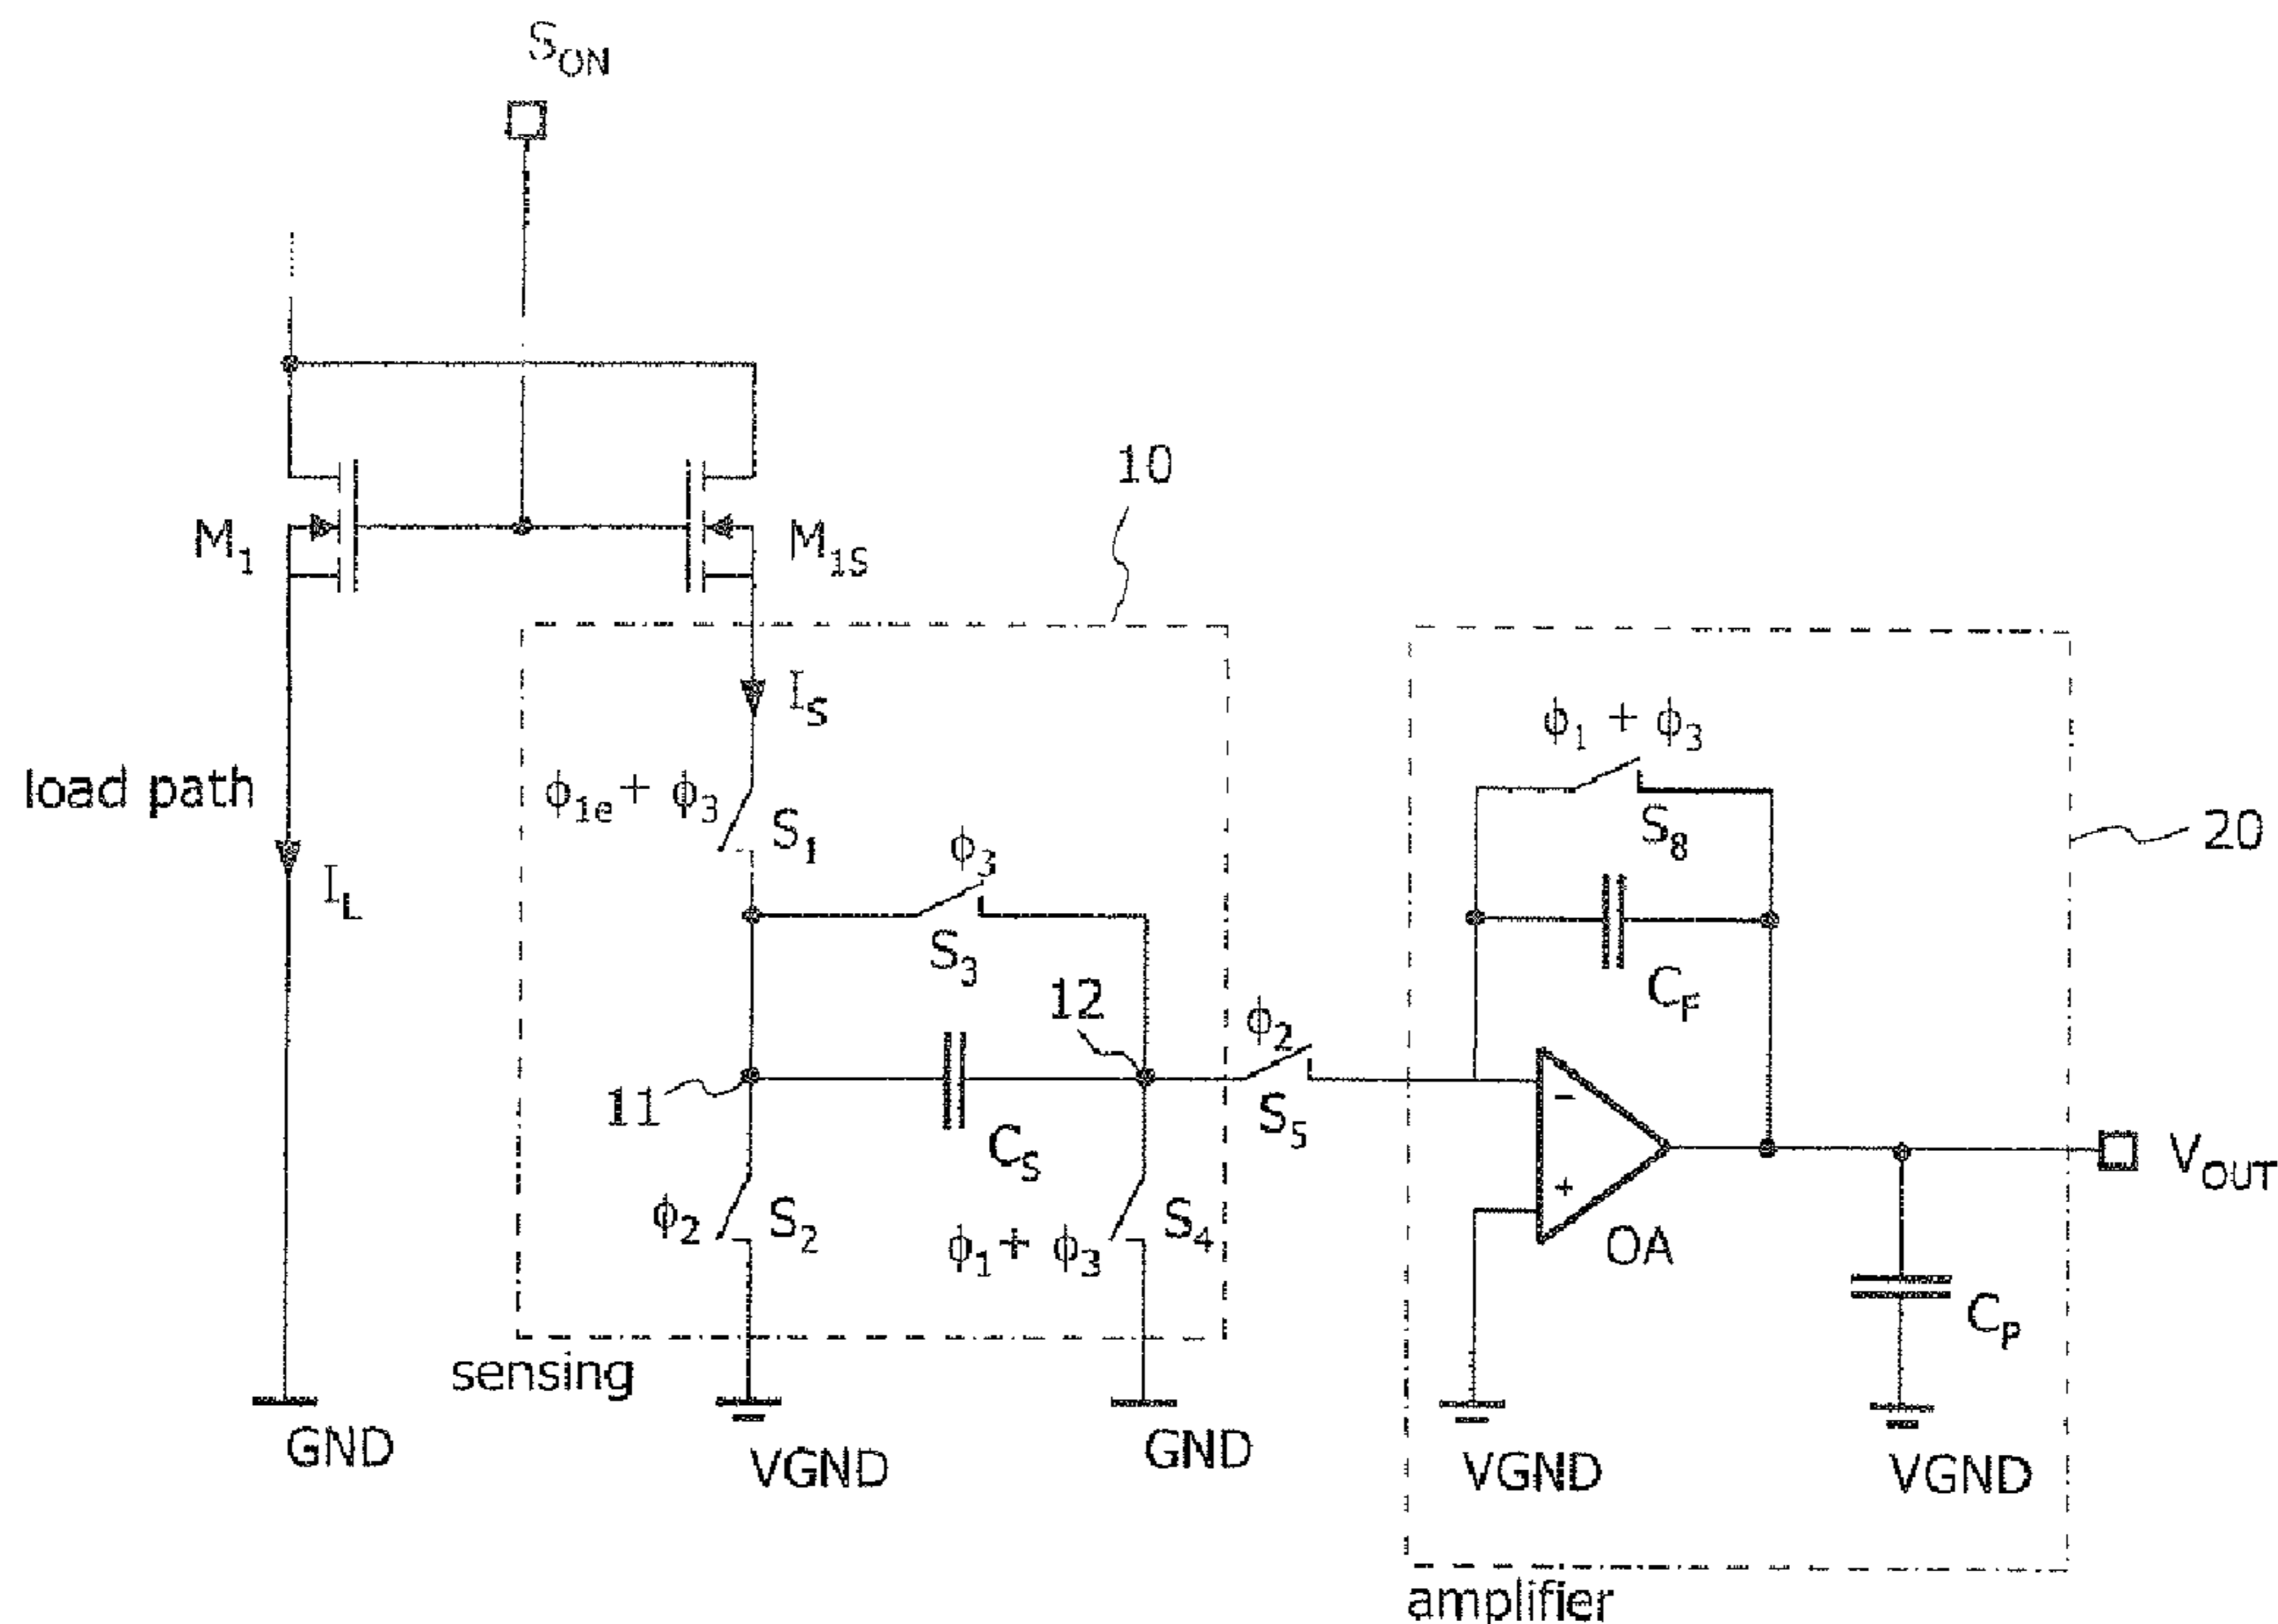 S_ON
10
M_1
M_1S
I_S
load path
I_L
ϕ_1e + ϕ_3
S_1
ϕ_3
S_3
ϕ_1 + ϕ_3
S_8
20
C_F
12
ϕ_2
S_5
11
C_S
ϕ_2
S_2
ϕ_1 + ϕ_3
S_4
−
+
OA
V_OUT
C_P
sensing
GND
VGND
GND
VGND
VGND
amplifier